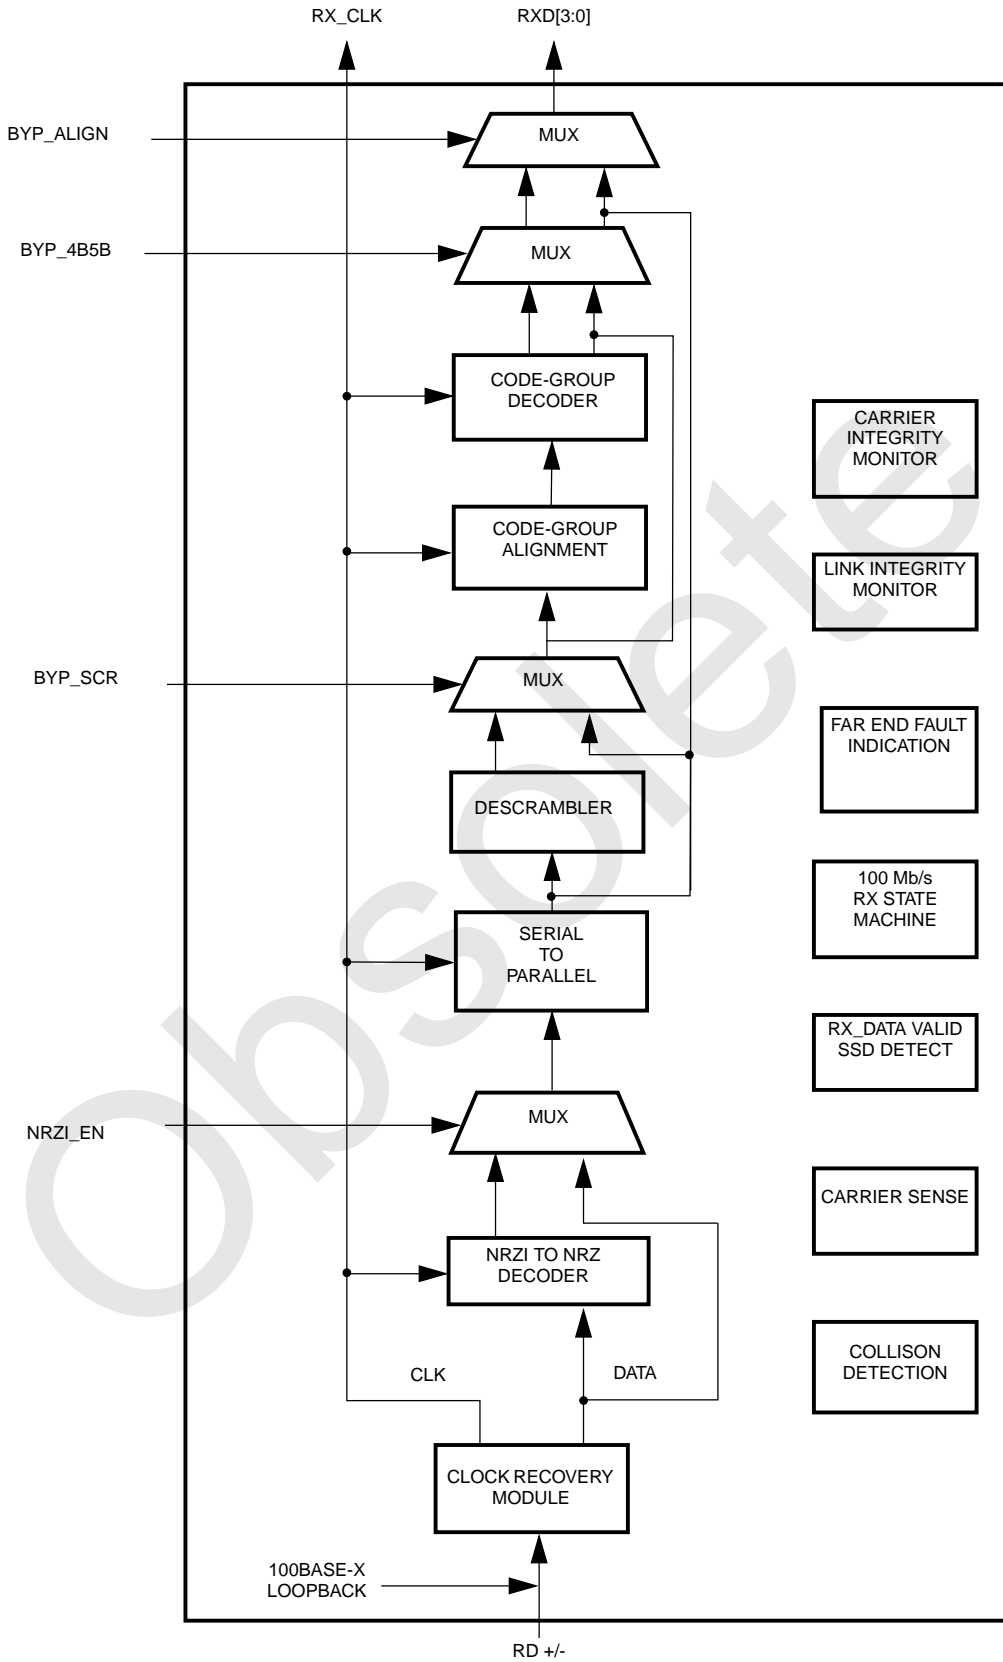 RX_CLK
RXD[3:0]
BYP_ALIGN
MUX
BYP_4B5B
MUX
CODE-GROUP
DECODER
CARRIER
INTEGRITY
MONITOR
CODE-GROUP
ALIGNMENT
LINK INTEGRITY
MONITOR
BYP_SCR
MUX
FAR END FAULT
INDICATION
DESCRAMBLER
100 Mb/s
RX STATE
MACHINE
SERIAL
TO
PARALLEL
RX_DATA VALID
SSD DETECT
NRZI_EN
MUX
CARRIER SENSE
NRZI TO NRZ
DECODER
COLLISON
DETECTION
CLK
DATA
CLOCK RECOVERY
MODULE
100BASE-X
LOOPBACK
RD +/-
Obsolete